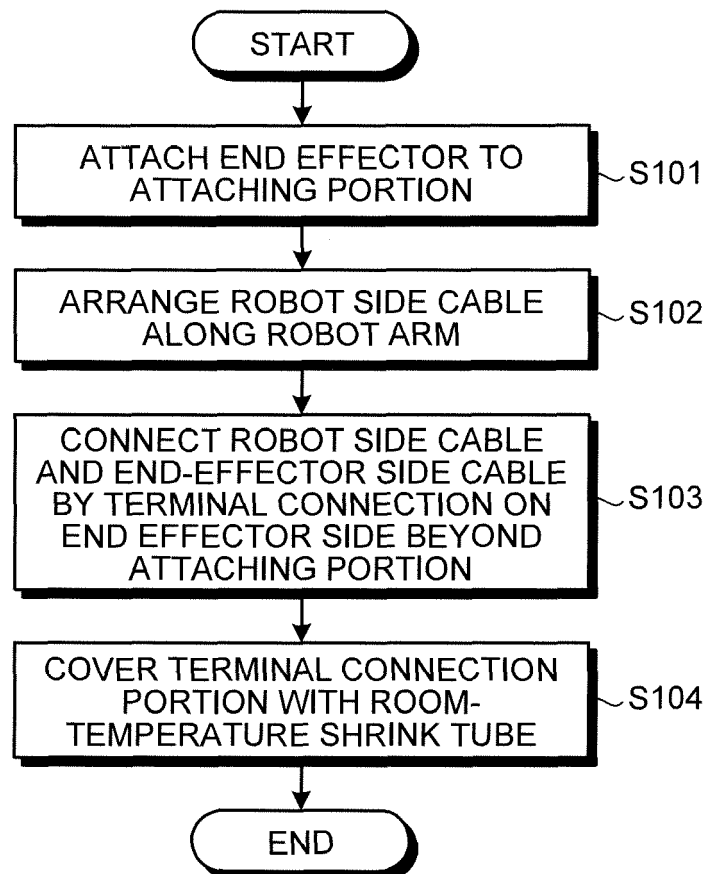 START
ATTACH END EFFECTOR TO
ATTACHING PORTION
S101
ARRANGE ROBOT SIDE CABLE
ALONG ROBOT ARM
S102
CONNECT ROBOT SIDE CABLE
AND END-EFFECTOR SIDE CABLE
BY TERMINAL CONNECTION ON
END EFFECTOR SIDE BEYOND
ATTACHING PORTION
S103
COVER TERMINAL CONNECTION
PORTION WITH ROOM-
TEMPERATURE SHRINK TUBE
S104
END